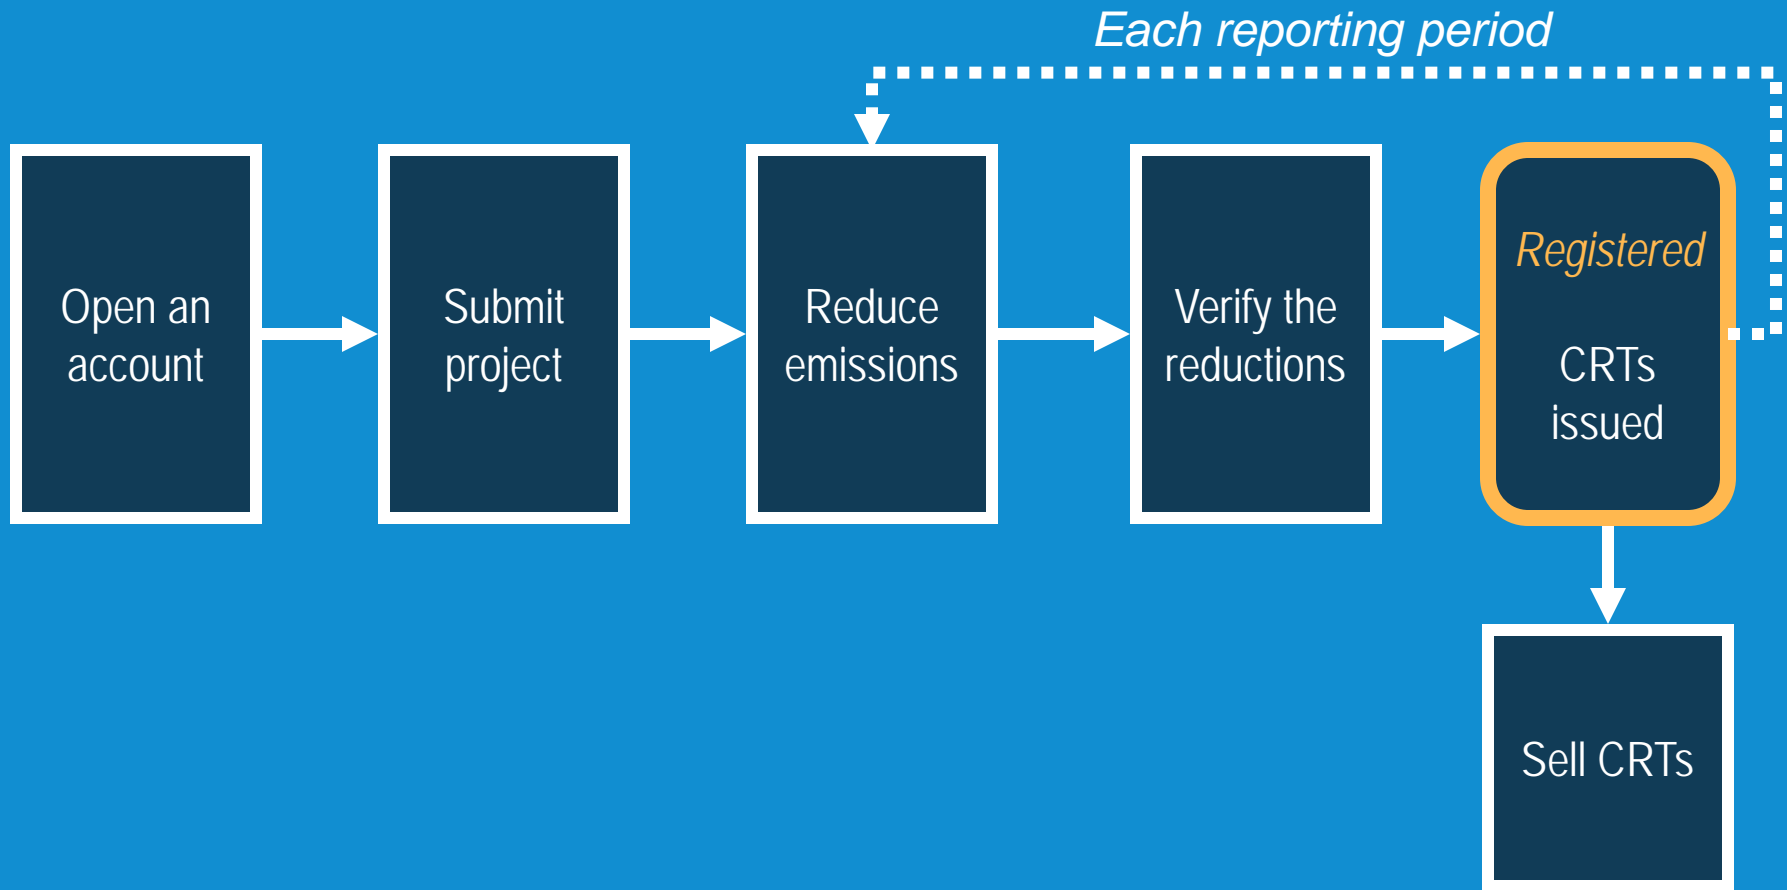 Each reporting period
Open an
account
Submit
project
Reduce
emissions
Verify the
reductions
Registered
CRTs
issued
Sell CRTs